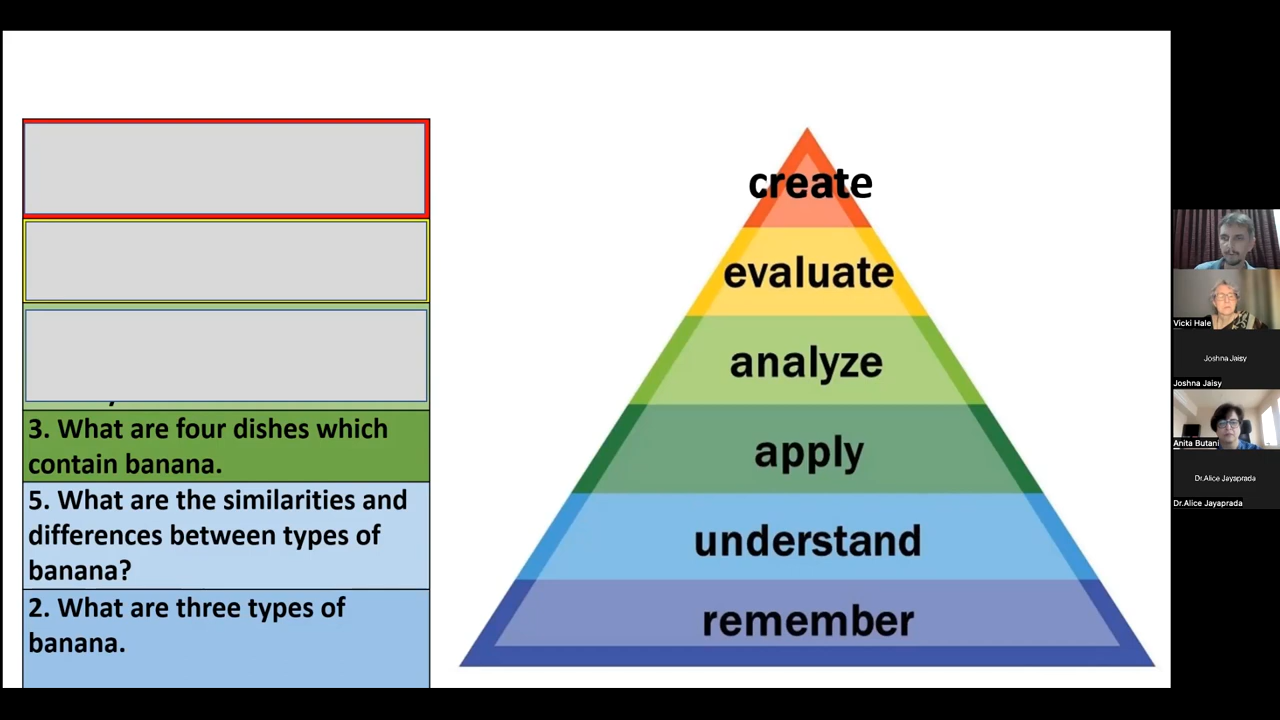 3. What are four dishes which
contain banana.
5. What are the similarities and
differences between types of
banana?
2. What are three types of
banana.
create
evaluate
analyze
apply
understand
remember
Vicki Hale
Joshna Jaisy
Joshna Jaisy
Anita Butani
Dr.Alice Jayaprada
Dr.Alice Jayaprada